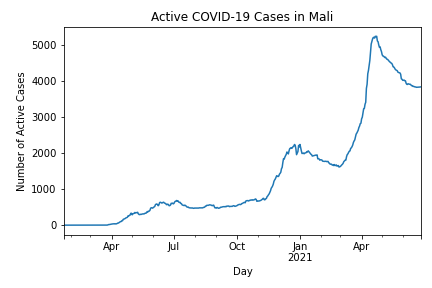 Active COVID-19 Cases in Mali
Number of Active Cases
5000
4000
3000
2000
1000
0
Apr Jul Oct Jan Apr
2021
Day